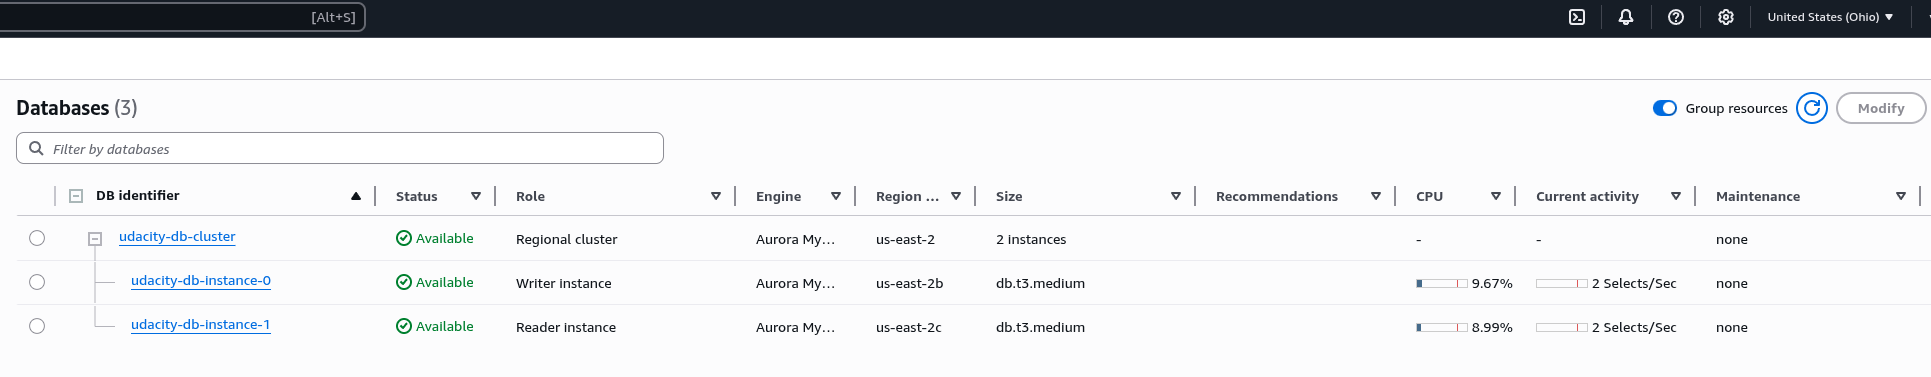 [Alt+S] United States (Ohio)
Databases (3)
Group resources Modify
Filter by databases
DB identifier Status Role Engine Region ... Size Recommendations CPU Current activity Maintenance
udacity-db-cluster Available Regional cluster Aurora My... us-east-2 2 instances - - none
udacity-db-instance-0 Available Writer instance Aurora My... us-east-2b db.t3.medium 9.67% 2 Selects/Sec none
udacity-db-instance-1 Available Reader instance Aurora My... us-east-2c db.t3.medium 8.99% 2 Selects/Sec none